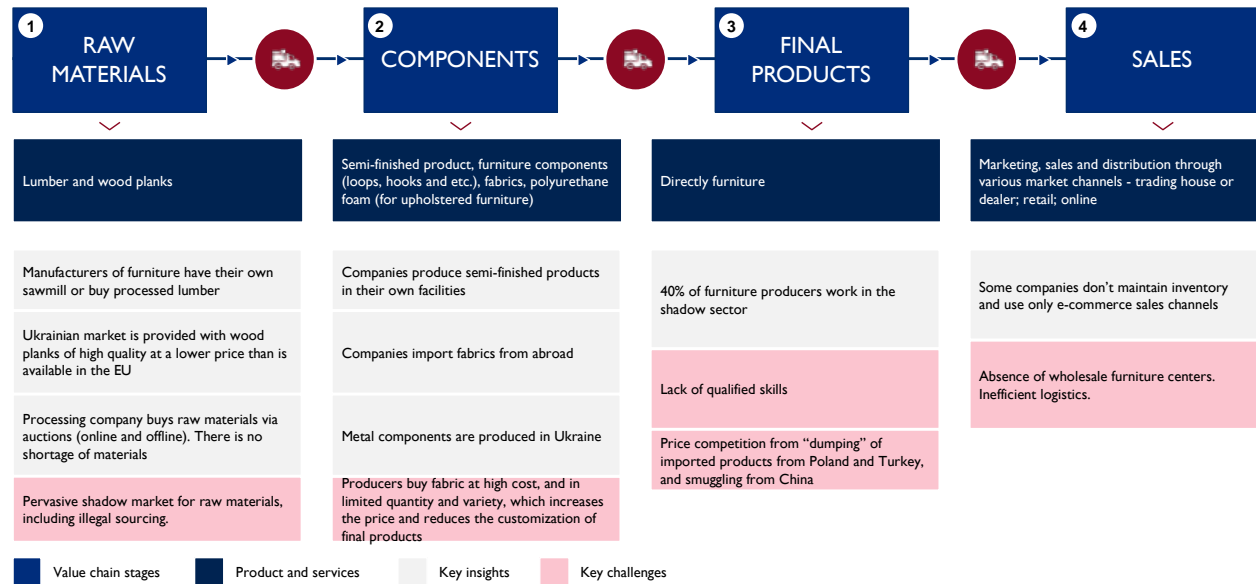 1
RAW
MATERIALS
2
COMPONENTS
3
FINAL
PRODUCTS
4
SALES
Lumber and wood planks
Semi-finished product, furniture components
(loops, hooks and etc.), fabrics, polyurethane
foam (for upholstered furniture)
Directly furniture
Marketing, sales and distribution through
various market channels - trading house or
dealer; retail; online
Manufacturers of furniture have their own
sawmill or buy processed lumber
Ukrainian market is provided with wood
planks of high quality at a lower price than is
available in the EU
Processing company buys raw materials via
auctions (online and offline). There is no
shortage of materials
Pervasive shadow market for raw materials,
including illegal sourcing.
Companies produce semi-finished products
in their own facilities
Companies import fabrics from abroad
Metal components are produced in Ukraine
Producers buy fabric at high cost, and in
limited quantity and variety, which increases
the price and reduces the customization of
final products
40% of furniture producers work in the
shadow sector
Lack of qualified skills
Price competition from “dumping” of
imported products from Poland and Turkey,
and smuggling from China
Some companies don’t maintain inventory
and use only e-commerce sales channels
Absence of wholesale furniture centers.
Inefficient logistics.
Value chain stages
Product and services
Key insights
Key challenges